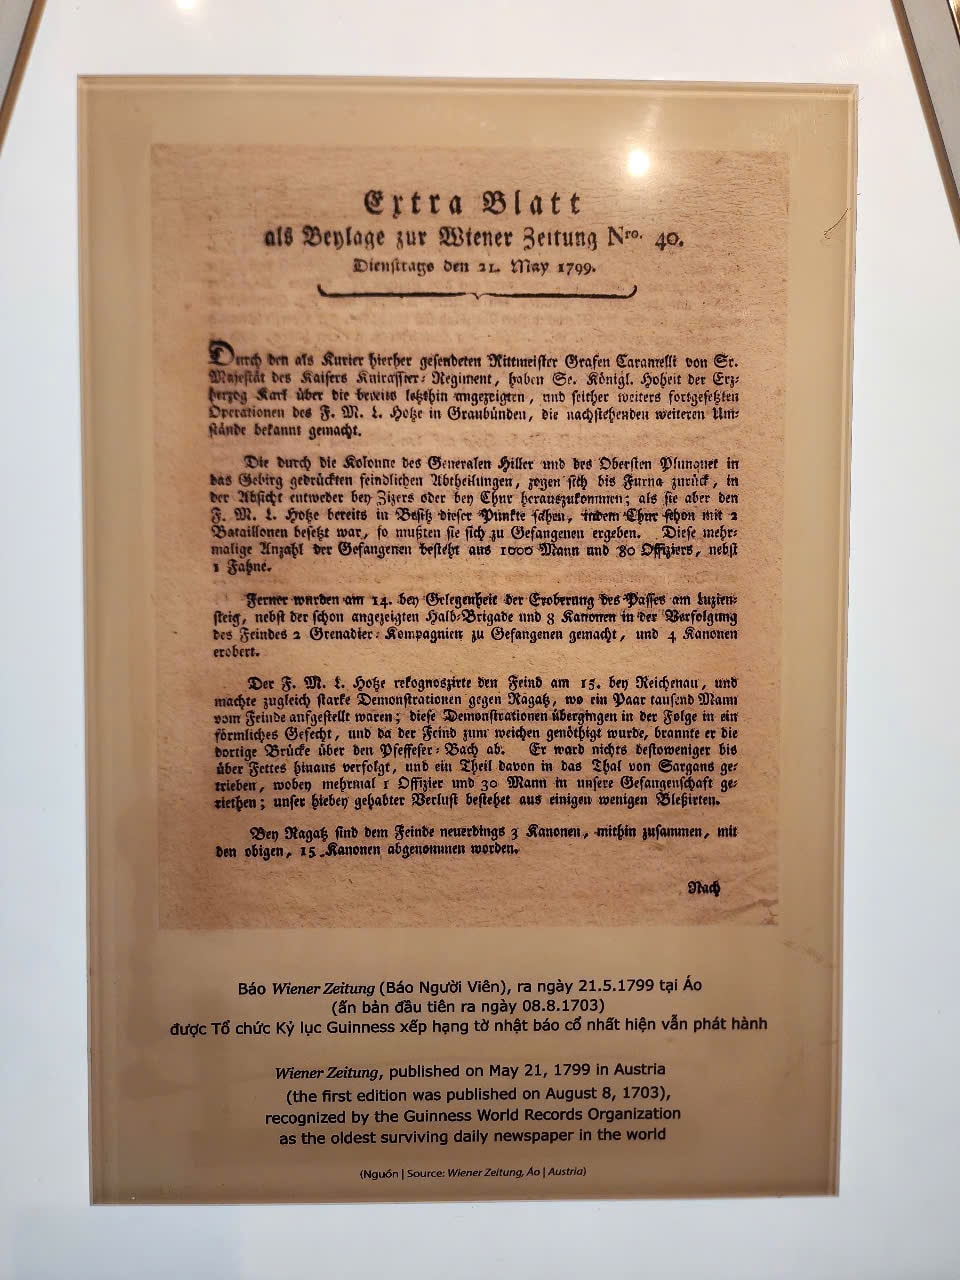 Extra Blatt
als Beylage zur Wiener Zeitung Nro. 40.
Dienstags den 21. May 1799.
Durch den als Kurier hierher gesendeten Rittmeister Grafen Caramelli von Sr.
Majestät des Kaisers Kuirassier-Regiment, haben Se. Königl. Hoheit der Erz-
herzog Karl über die bereits letzthin angezeigten, und seither weiters fortgesetzten
Operationen des F. M. L. Hotze in Graubünden, die nachstehenden weiteren Um-
stände bekannt gemacht.
Die durch die Kolonne des Generalen Hiller und des Obersten Plunquet in
das Gebirg gedrückten feindlichen Abtheilungen, zogen sich bis Furna zurück, in
der Absicht entweder bey Zizers oder bey Chur herauszukommen; als sie aber den
F. M. L. Hotze bereits in Besitz dieser Punkte sahen, indem Chur schon mit 2
Bataillonen besetzt war, so mußten sie sich zu Gefangenen ergeben. Diese mehr-
malige Anzahl der Gefangenen besteht aus 1000 Mann und 80 Offiziers, nebst
1 Fahne.
Ferner wurden am 14. bey Gelegenheit der Eroberung des Passes am Luzien-
steig, nebst der schon angezeigten Halb-Brigade und 8 Kanonen in der Verfolgung
des Feindes 2 Grenadier-Kompagnien zu Gefangenen gemacht, und 4 Kanonen
erobert.
Der F. M. L. Hotze rekognoszirte den Feind am 15. bey Reichenau, und
machte zugleich starke Demonstrationen gegen Ragatz, wo ein Paar tausend Mann
vom Feinde aufgestellt waren; diese Demonstrationen übergingen in der Folge in ein
förmliches Gefecht, und da der Feind zum weichen genöthigt wurde, brannte er die
dortige Brücke über den Pfeffeser-Bach ab. Er ward nichts destoweniger bis
über Fettes hinaus verfolgt, und ein Theil davon in das Thal von Sargans ge-
trieben, wobey mehrmal 1 Offizier und 30 Mann in unsere Gefangenschaft ge-
riethen; unser hiebey gehabter Verlust bestehet aus einigen wenigen Bleßirten.
Bey Ragatz sind dem Feinde neuerdings 3 Kanonen, mithin zusammen, mit
den obigen, 15 Kanonen abgenommen worden.
Nach
Báo Wiener Zeitung (Báo Người Viên), ra ngày 21.5.1799 tại Áo
(ấn bản đầu tiên ra ngày 08.8.1703)
được Tổ chức Kỷ lục Guinness xếp hạng tờ nhật báo cổ nhất hiện vẫn phát hành
Wiener Zeitung, published on May 21, 1799 in Austria
(the first edition was published on August 8, 1703),
recognized by the Guinness World Records Organization
as the oldest surviving daily newspaper in the world
(Nguồn | Source: Wiener Zeitung, Áo | Austria)